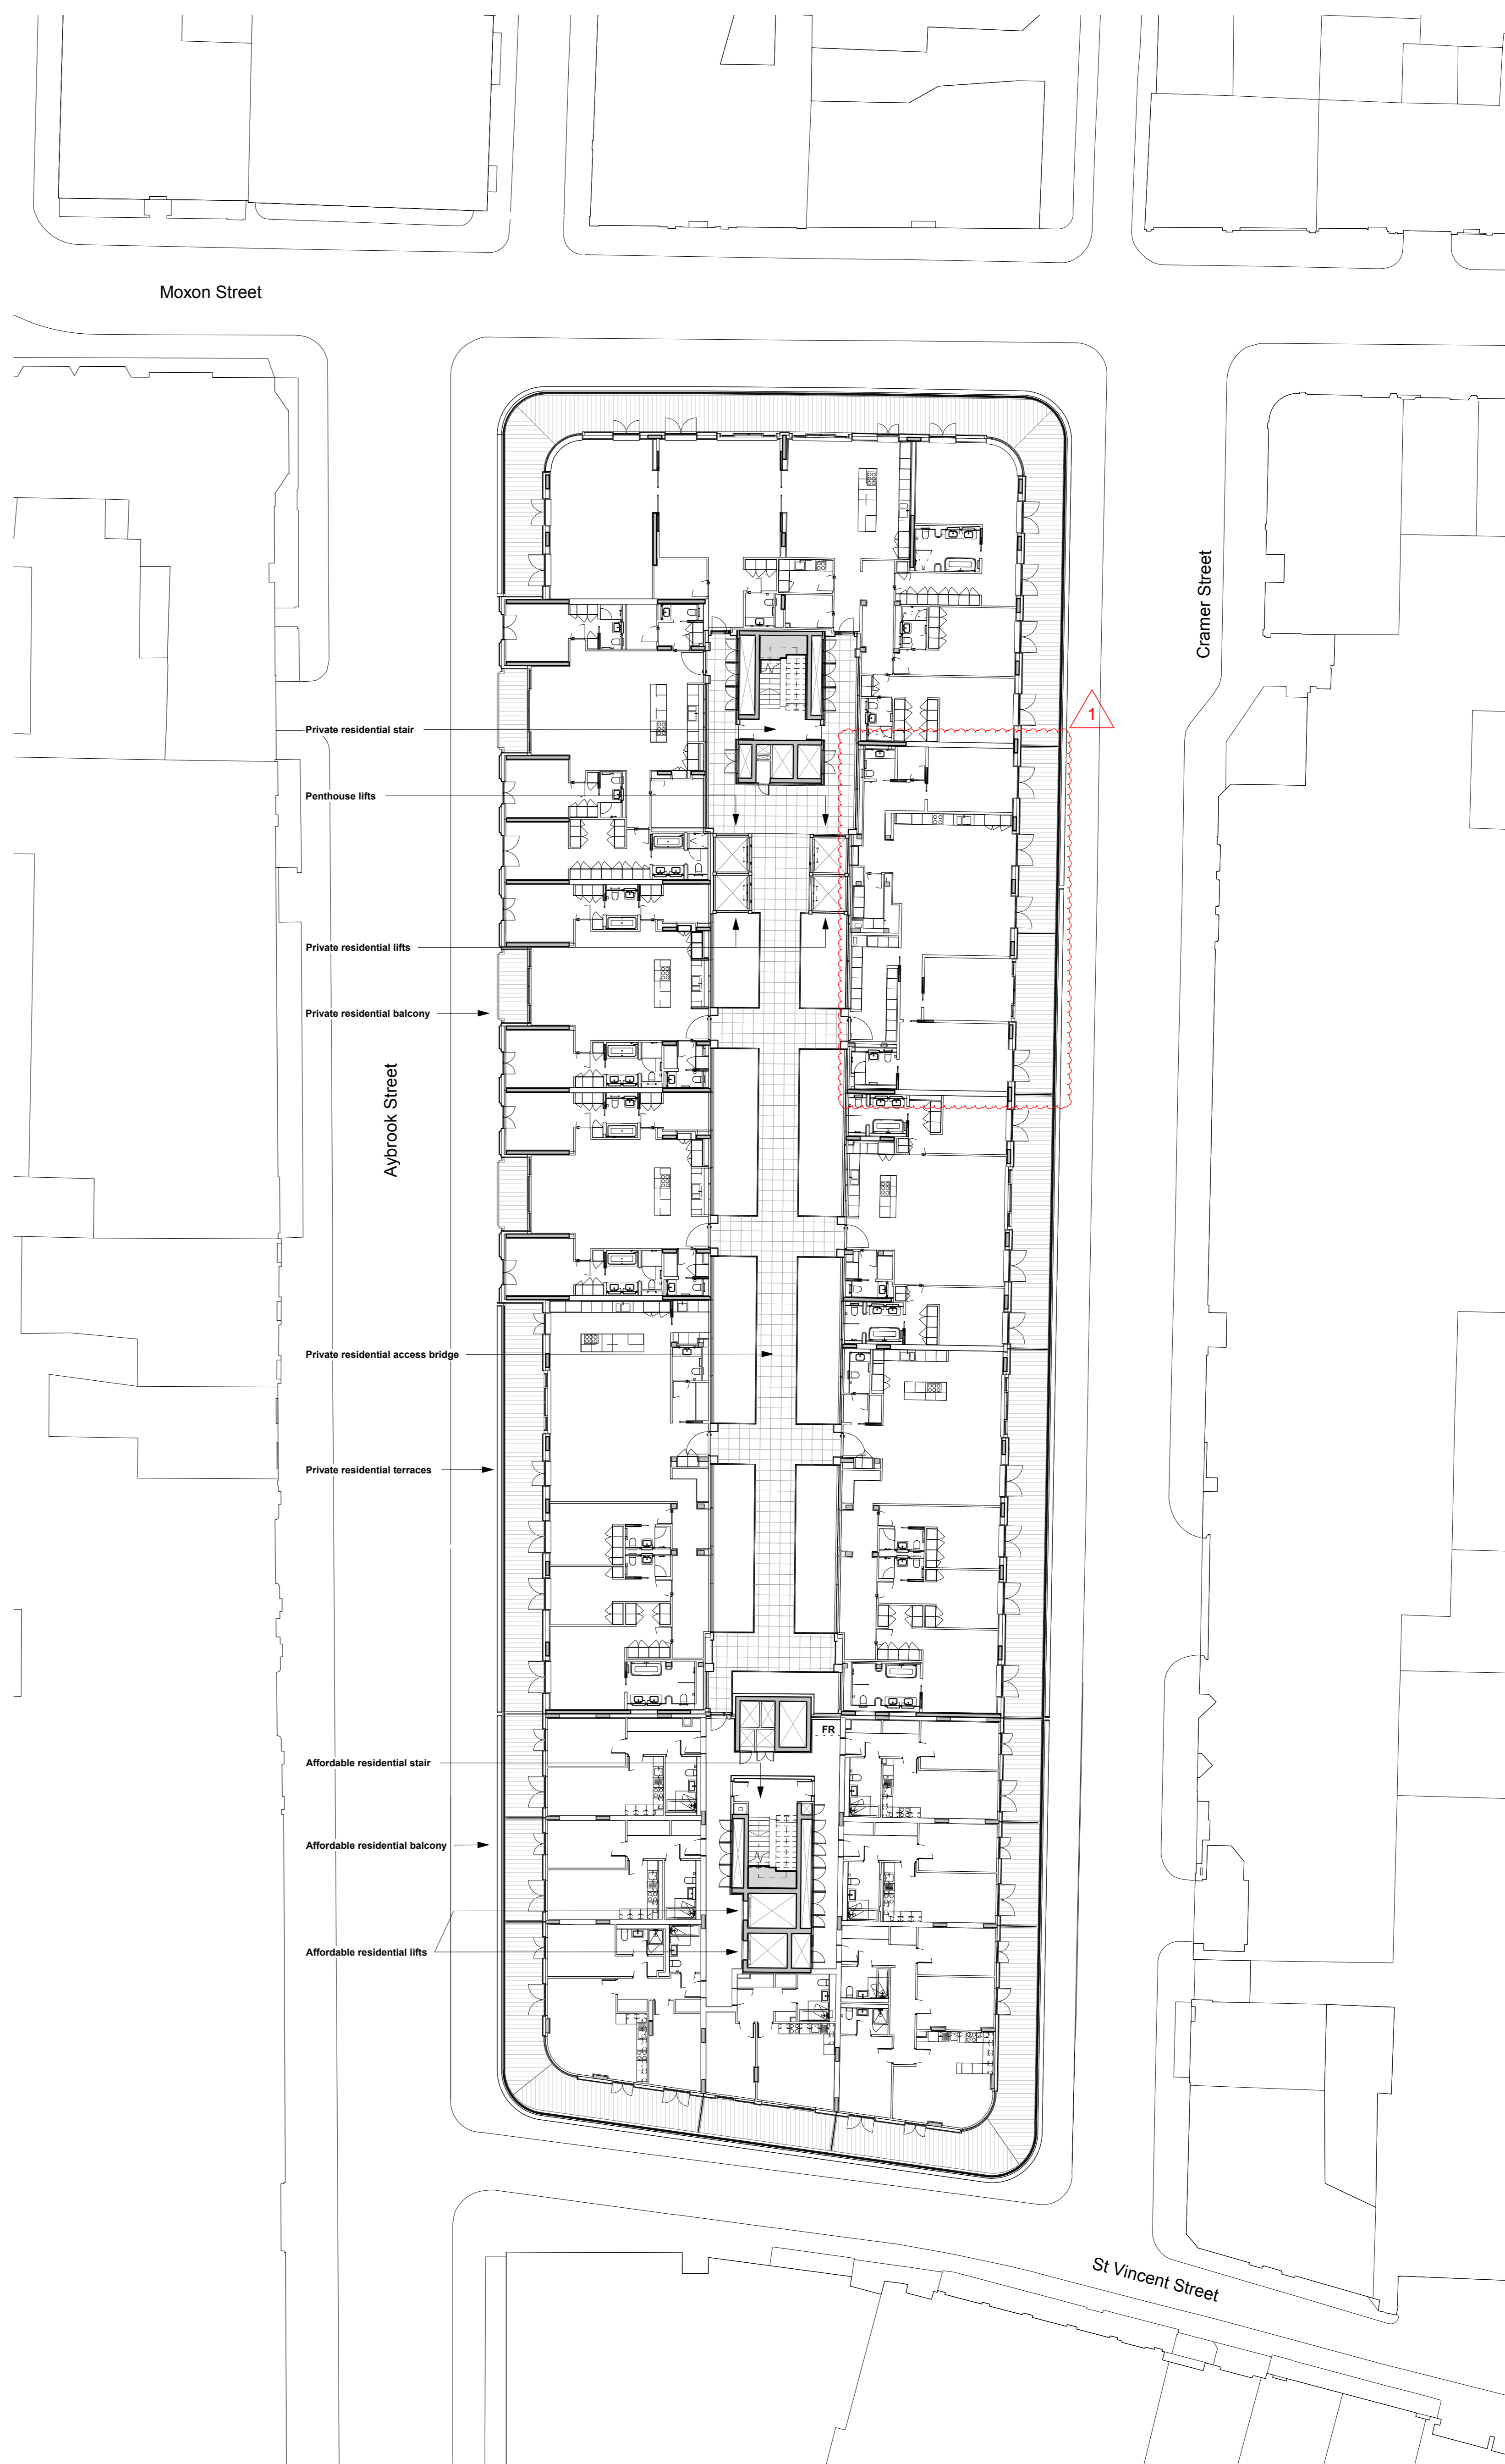 Moxon Street
Cramer Street
1
Private residential stair
Penthouse lifts
Private residential lifts
Private residential balcony
Aybrook Street
Private residential access bridge
Private residential terraces
FR
Affordable residential stair
Affordable residential balcony
Affordable residential lifts
St Vincent Street